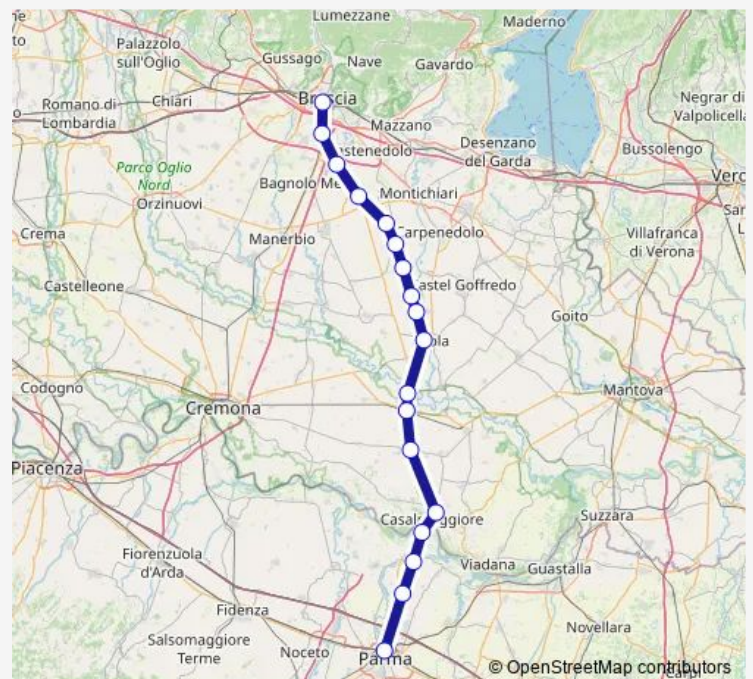 Lumezzane
Maderno
Palazzolo
sull'Oglio
Gussago
Nave
Gavardo
Romano di
Lombardia
Chiari
Brescia
Mazzano
Negrar di
Valpolicella
Desenzano
del Garda
Bussolengo
Parco Oglio
Nord
Orzinuovi
Bagnolo Me
Montichiari
Crema
Manerbio
Carpenedolo
Villafranca
di Verona
Castelleone
astel Goffredo
Goito
Codogno
Cremona
Mantova
Piacenza
Casalmaggiore
Suzzara
Fiorenzuola
d'Arda
Viadana
Guastalla
Fidenza
Novellara
Salsomaggiore
Terme
Noceto
Parma
© OpenStreetMap contributors